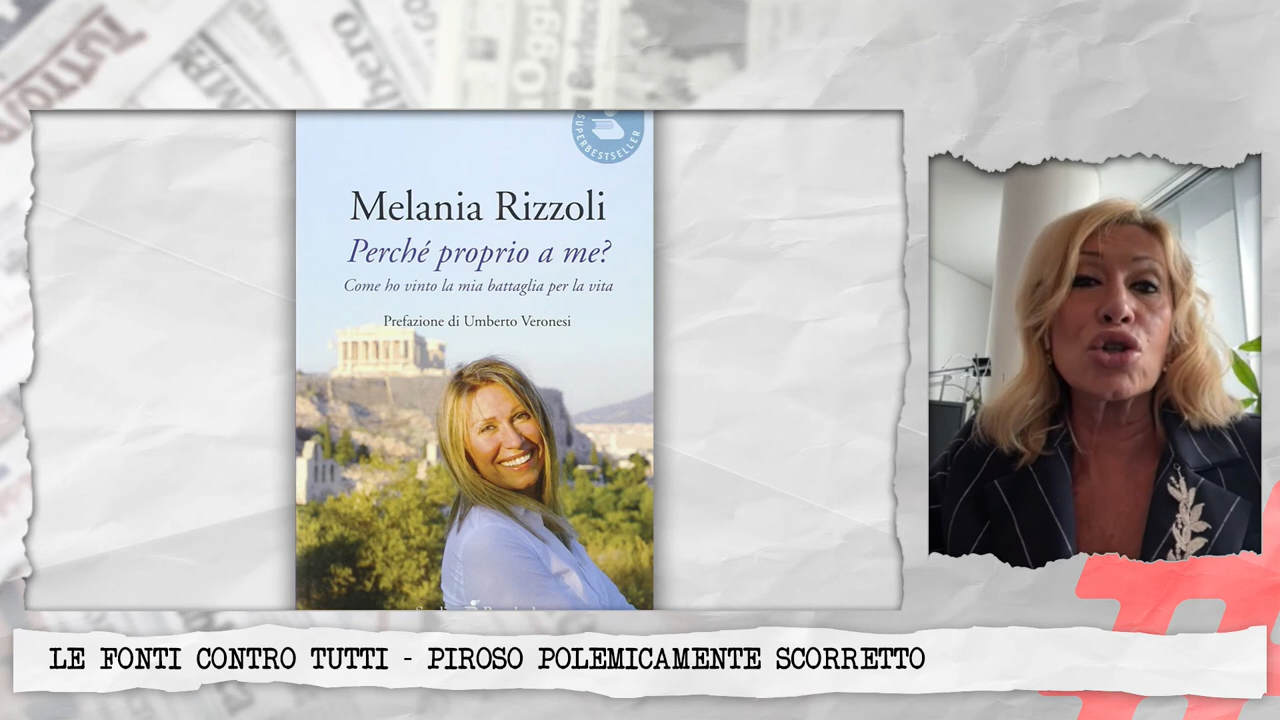 SUPERBESTSELLER
Melania Rizzoli
Perché proprio a me?
Come ho vinto la mia battaglia per la vita
Prefazione di Umberto Veronesi
LE FONTI CONTRO TUTTI - PIROSO POLEMICAMENTE SCORRETTO